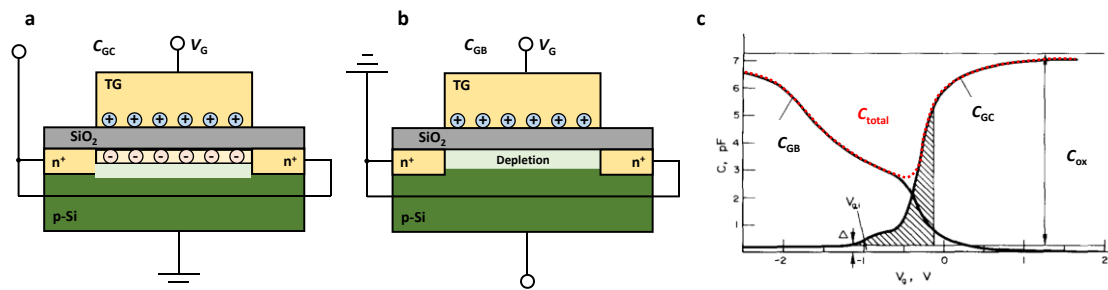 a
C_GC
V_G
TG
+ + + + + +
SiO₂
n⁺ - - - - - - n⁺
p-Si
b
C_GB
V_G
TG
+ + + + + +
SiO₂
n⁺ Depletion n⁺
p-Si
c
C, pF
7
6
5
4
3
2
1
C_total
C_GB
C_GC
C_ox
V_gi
Δ
-2 -1 0 1 2
V_g, V